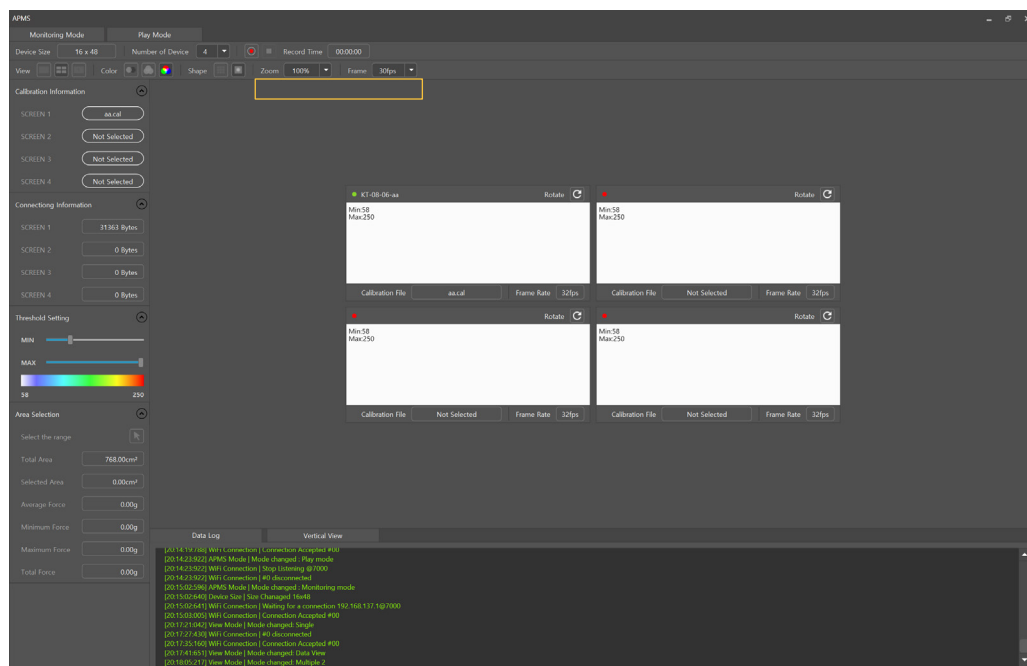 APMS
Monitoring Mode Play Mode
Device Size 16 x 48 Number of Device 4 Record Time 00:00:00
View Color Shape Zoom 100% Frame 30fps
Calibration Information
SCREEN 1 aa.cal
SCREEN 2 Not Selected
SCREEN 3 Not Selected
SCREEN 4 Not Selected
Connectiong Information
SCREEN 1 31363 Bytes
SCREEN 2 0 Bytes
SCREEN 3 0 Bytes
SCREEN 4 0 Bytes
Threshold Setting
MIN
MAX
58 250
Area Selection
Select the range
Total Area 768.00cm²
Selected Area 0.00cm²
Average Force 0.00g
Minimum Force 0.00g
Maximum Force 0.00g
Total Force 0.00g
KT-08-06-aa Rotate
Min:58
Max:250
Calibration File aa.cal Frame Rate 32fps
Rotate
Min:58
Max:250
Calibration File Not Selected Frame Rate 32fps
Rotate
Min:58
Max:250
Calibration File Not Selected Frame Rate 32fps
Rotate
Min:58
Max:250
Calibration File Not Selected Frame Rate 32fps
Data Log Vertical View
[20:14:19:788] WiFi Connection | Connection Accepted #00
[20:14:23:922] APMS Mode | Mode changed : Play mode
[20:14:23:922] WiFi Connection | Stop Listening @7000
[20:14:23:922] WiFi Connection | #0 disconnected
[20:15:02:596] APMS Mode | Mode changed : Monitoring mode
[20:15:02:640] Device Size | Size Chanaged 16x48
[20:15:02:641] WiFi Connection | Waiting for a connection 192.168.137.1@7000
[20:15:03:005] WiFi Connection | Connection Accepted #00
[20:17:21:042] View Mode | Mode changed: Single
[20:17:27:430] WiFi Connection | #0 disconnected
[20:17:35:160] WiFi Connection | Connection Accepted #00
[20:17:41:651] View Mode | Mode changed: Data View
[20:18:05:217] View Mode | Mode changed: Multiple 2